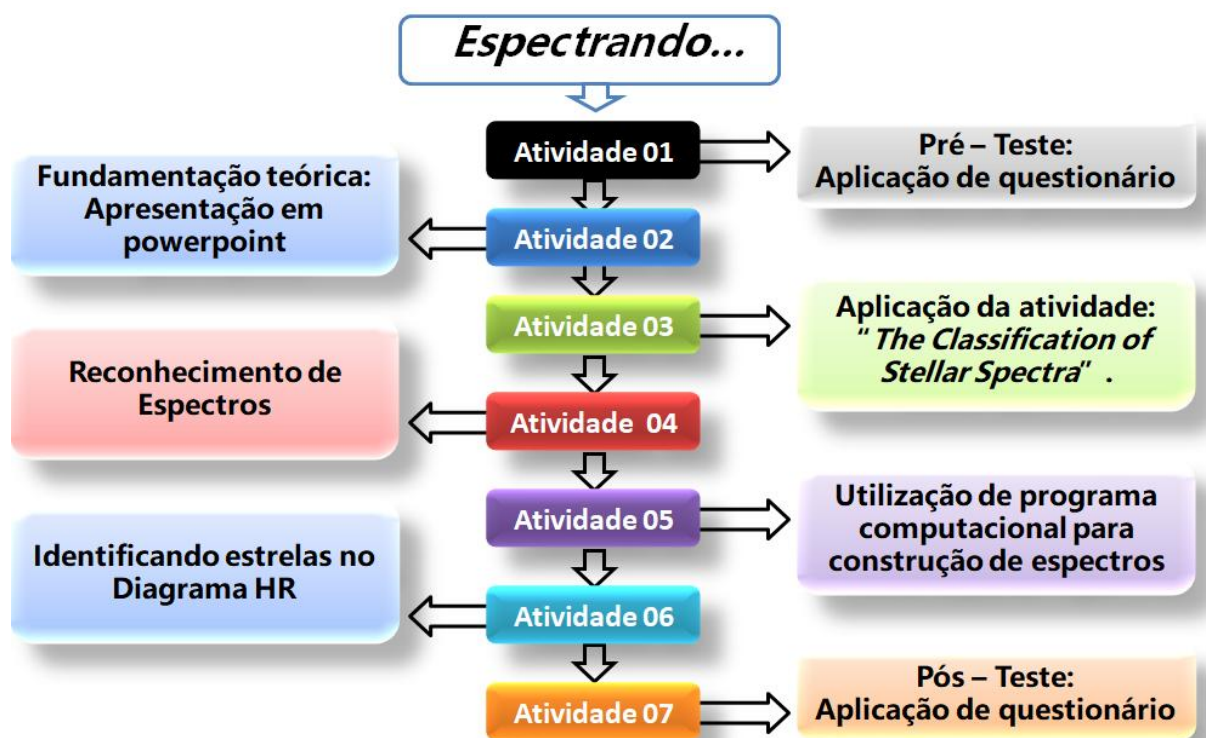 Espectrando...
Atividade 01
Pré – Teste:
Aplicação de questionário
Fundamentação teórica:
Apresentação em
powerpoint
Atividade 02
Atividade 03
Aplicação da atividade:
" The Classification of
Stellar Spectra" .
Reconhecimento de
Espectros
Atividade 04
Atividade 05
Utilização de programa
computacional para
construção de espectros
Identificando estrelas no
Diagrama HR
Atividade 06
Atividade 07
Pós – Teste:
Aplicação de questionário